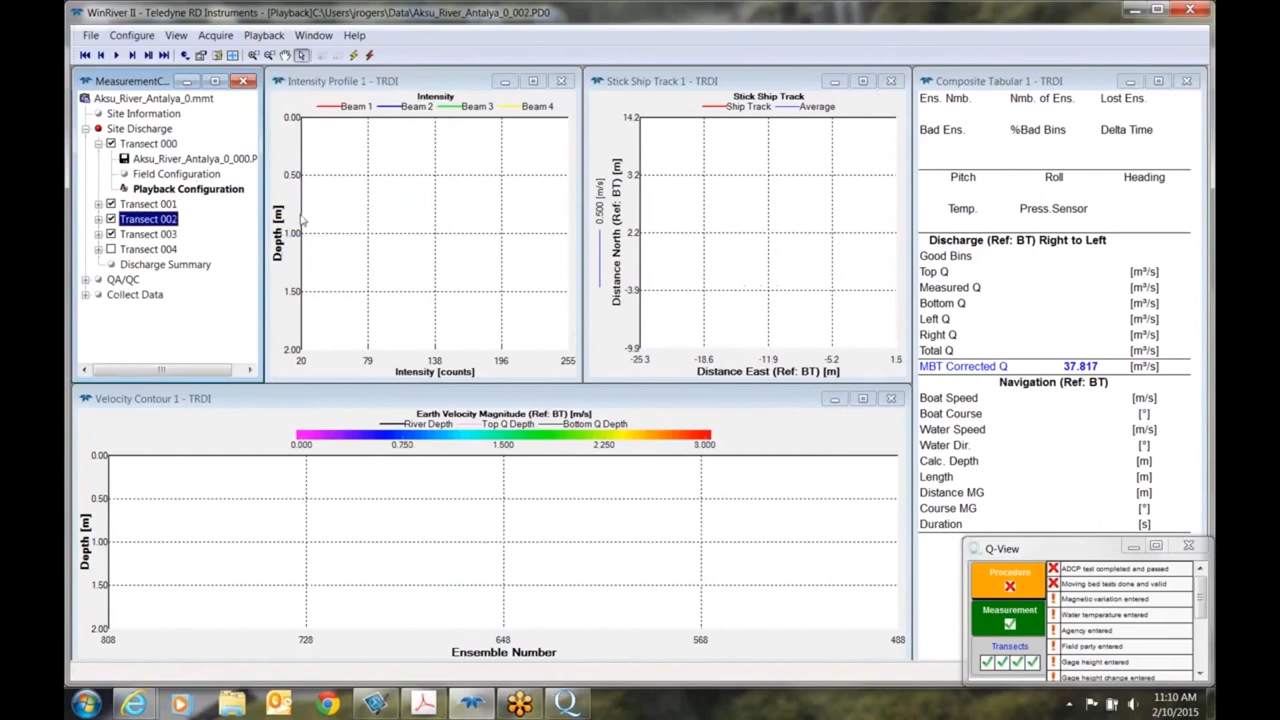 WinRiver II - Teledyne RD Instruments - [Playback]C:\Users\jrogers\Data\Aksu_River_Antalya_0_002.PD0
File Configure View Acquire Playback Window Help
MeasurementC...
Aksu_River_Antalya_0.mmt
Site Information
Site Discharge
Transect 000
Aksu_River_Antalya_0_000.P
Field Configuration
Playback Configuration
Transect 001
Transect 002
Transect 003
Transect 004
Discharge Summary
QA/QC
Collect Data
Intensity Profile 1 - TRDI
Intensity
Beam 1 Beam 2 Beam 3 Beam 4
0.00
0.50
1.00
1.50
2.00
Depth [m]
20 79 138 196 255
Intensity [counts]
Stick Ship Track 1 - TRDI
Stick Ship Track
Ship Track Average
14.2
3.2
2.2
-3.9
-9.9
0.500 [m/s]
Distance North (Ref: BT) [m]
-25.3 -18.6 -11.9 -5.2 1.5
Distance East (Ref: BT) [m]
Composite Tabular 1 - TRDI
Ens. Nmb. Nmb. of Ens. Lost Ens.
Bad Ens. %Bad Bins Delta Time
Pitch Roll Heading
Temp. Press.Sensor
Discharge (Ref: BT) Right to Left
Good Bins
Top Q [m³/s]
Measured Q [m³/s]
Bottom Q [m³/s]
Left Q [m³/s]
Right Q [m³/s]
Total Q [m³/s]
MBT Corrected Q 37.817 [m³/s]
Navigation (Ref: BT)
Boat Speed [m/s]
Boat Course [°]
Water Speed [m/s]
Water Dir. [°]
Calc. Depth [m]
Length [m]
Distance MG [m]
Course MG [°]
Duration [s]
Velocity Contour 1 - TRDI
Earth Velocity Magnitude (Ref: BT) [m/s]
River Depth Top Q Depth Bottom Q Depth
0.000 0.750 1.500 2.250 3.000
0.00
0.50
1.00
1.50
2.00
Depth [m]
808 728 648 568 488
Ensemble Number
Q-View
Procedure
Measurement
Transects
ADCP test completed and passed
Moving bed tests done and valid
Magnetic variation entered
Water temperature entered
Agency entered
Field party entered
Gage height entered
Gage height change entered
11:10 AM
2/10/2015